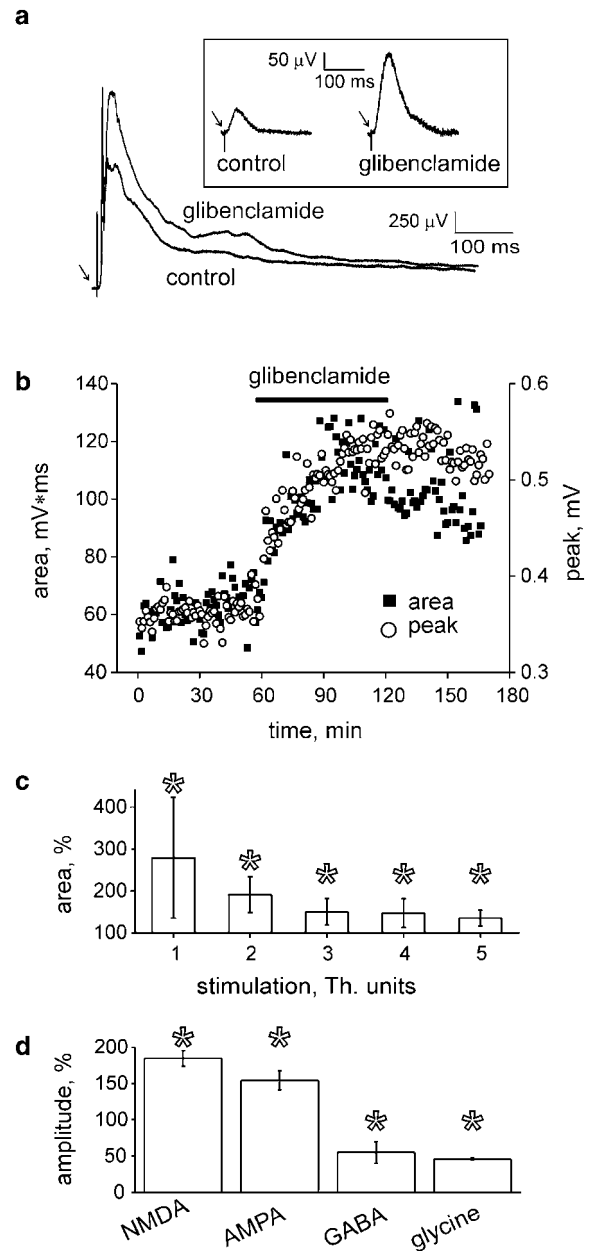 a
50 µV
100 ms
control
glibenclamide
glibenclamide
250 µV
100 ms
control
b
glibenclamide
140
120
100
80
60
40
area, mV*ms
0.6
0.5
0.4
0.3
peak, mV
area
peak
0 30 60 90 120 150 180
time, min
c
400
300
200
100
area, %
1 2 3 4 5
stimulation, Th. units
d
200
150
100
50
0
amplitude, %
NMDA AMPA GABA glycine